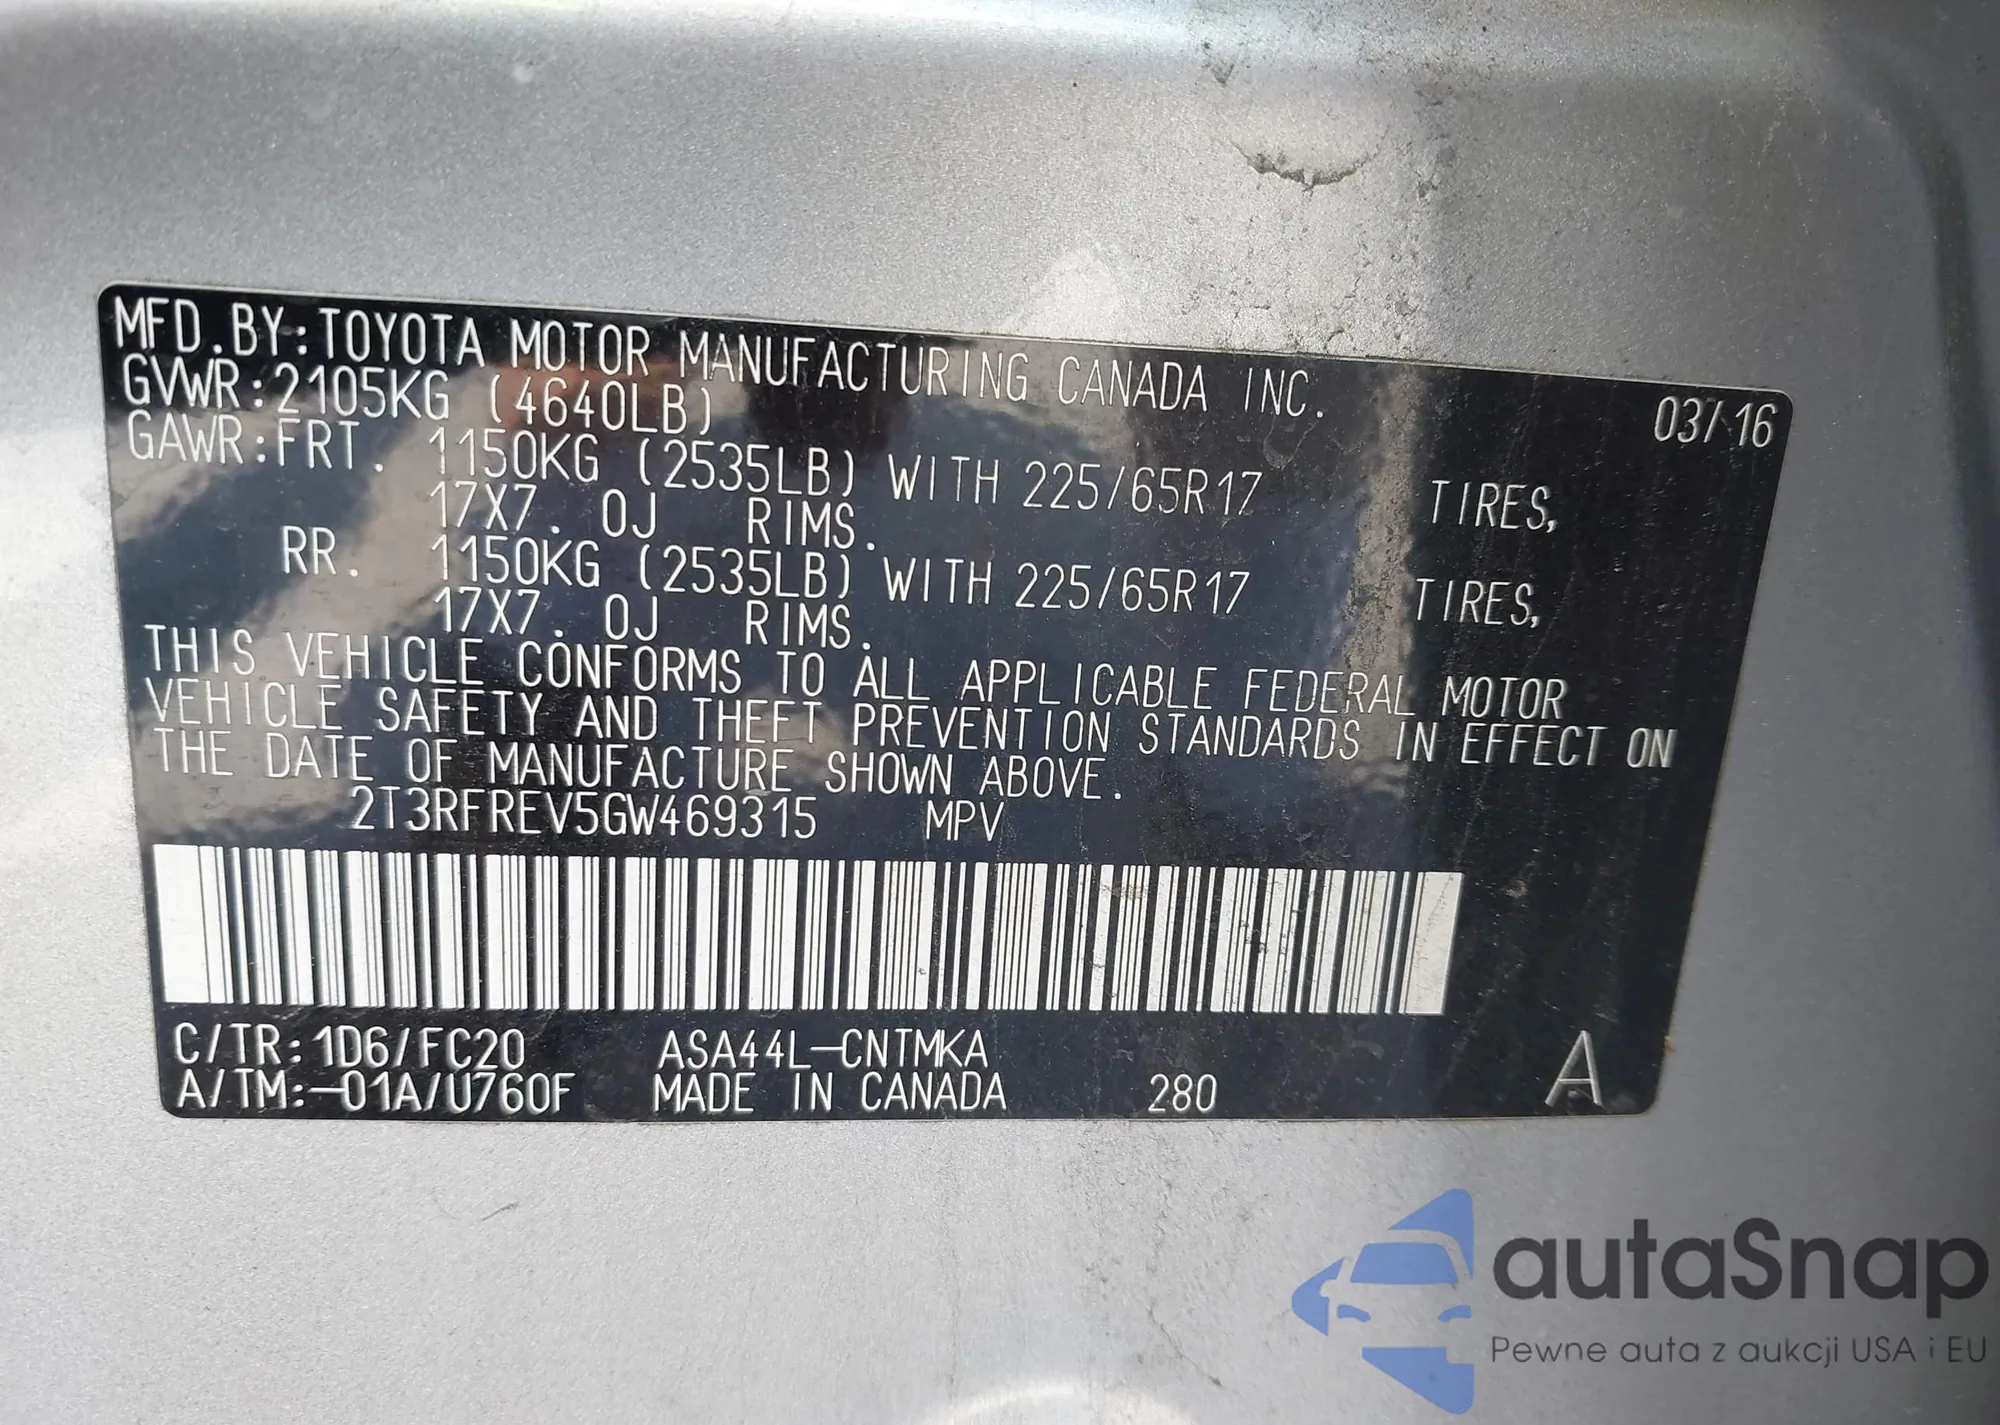 MFD.BY:TOYOTA MOTOR MANUFACTURING CANADA INC. 03/16
GVWR:2105KG (4640LB)
GAWR:FRT. 1150KG (2535LB) WITH 225/65R17 TIRES,
17X7. 0J RIMS.
RR. 1150KG (2535LB) WITH 225/65R17 TIRES,
17X7. 0J RIMS.
THIS VEHICLE CONFORMS TO ALL APPLICABLE FEDERAL MOTOR
VEHICLE SAFETY AND THEFT PREVENTION STANDARDS IN EFFECT ON
THE DATE OF MANUFACTURE SHOWN ABOVE.
2T3RFREV5GW469315 MPV
C/TR:1D6/FC20 ASA44L-CNTMKA
A/TM:-01A/U760F MADE IN CANADA 280 A
autaSnap
Pewne auta z aukcji USA i EU